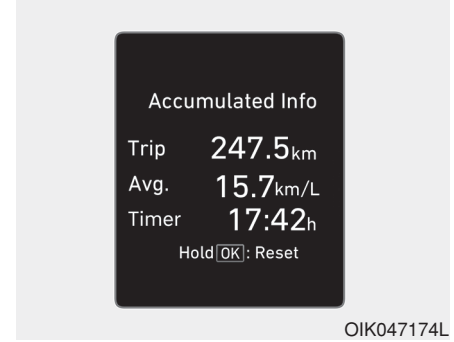 Accumulated Info
Trip 247.5km
Avg. 15.7km/L
Timer 17:42h
Hold OK : Reset
OIK047174L